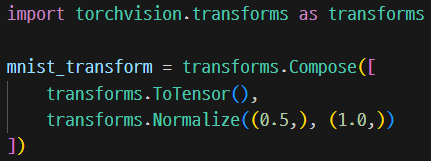 import torchvision.transforms as transforms
mnist_transform = transforms.Compose([
    transforms.ToTensor(),
    transforms.Normalize((0.5,), (1.0,))
])